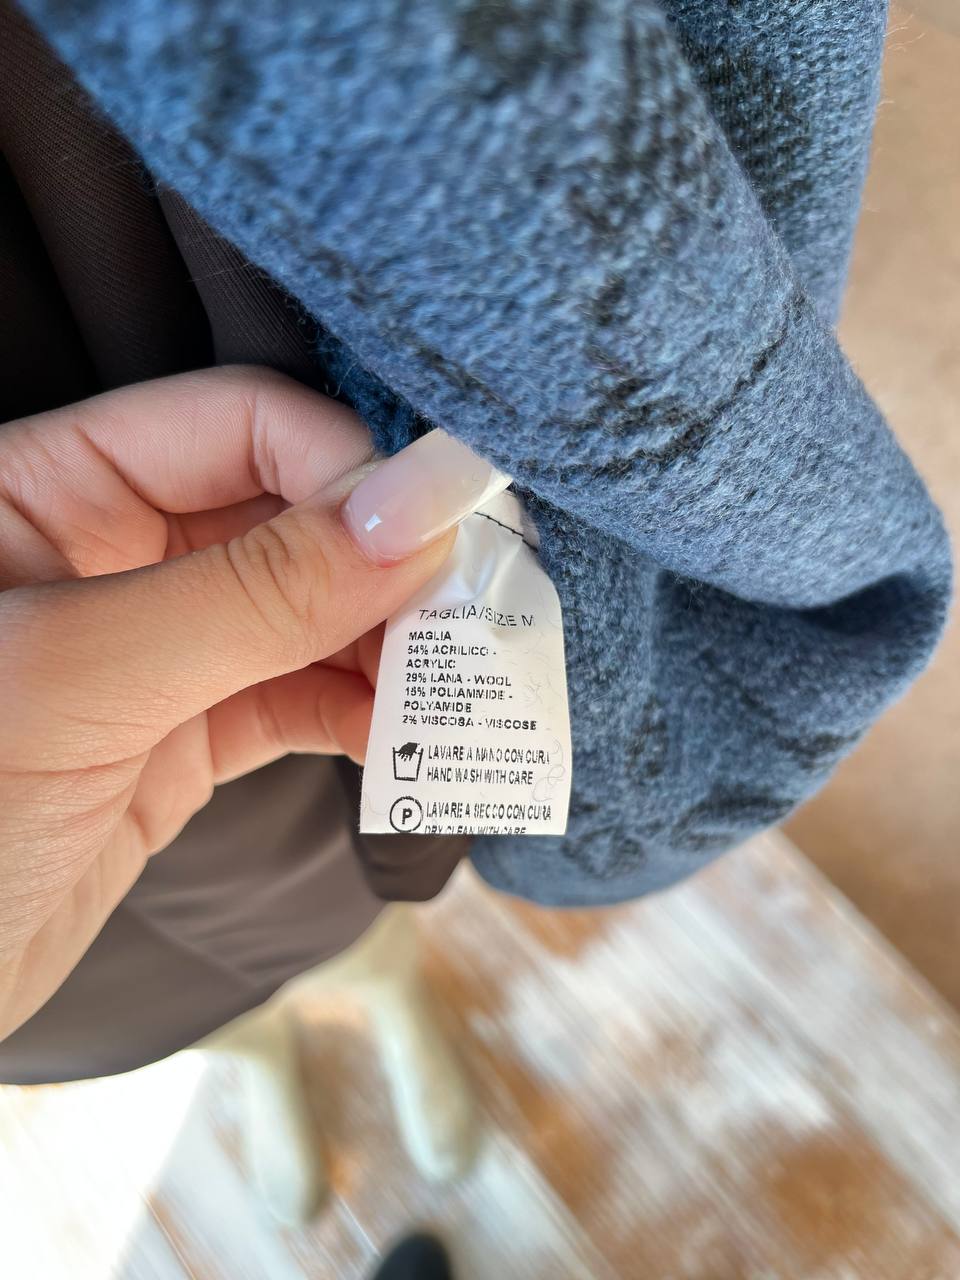 TAGLIA/SIZE M
MAGLIA
54% ACRILICO -
ACRYLIC
29% LANA - WOOL
15% POLIAMMIDE -
POLYAMIDE
2% VISCOSA - VISCOSE
LAVARE A MANO CON CURA
HAND WASH WITH CARE
P
LAVARE A SECCO CON CURA
DRY CLEAN WITH CARE